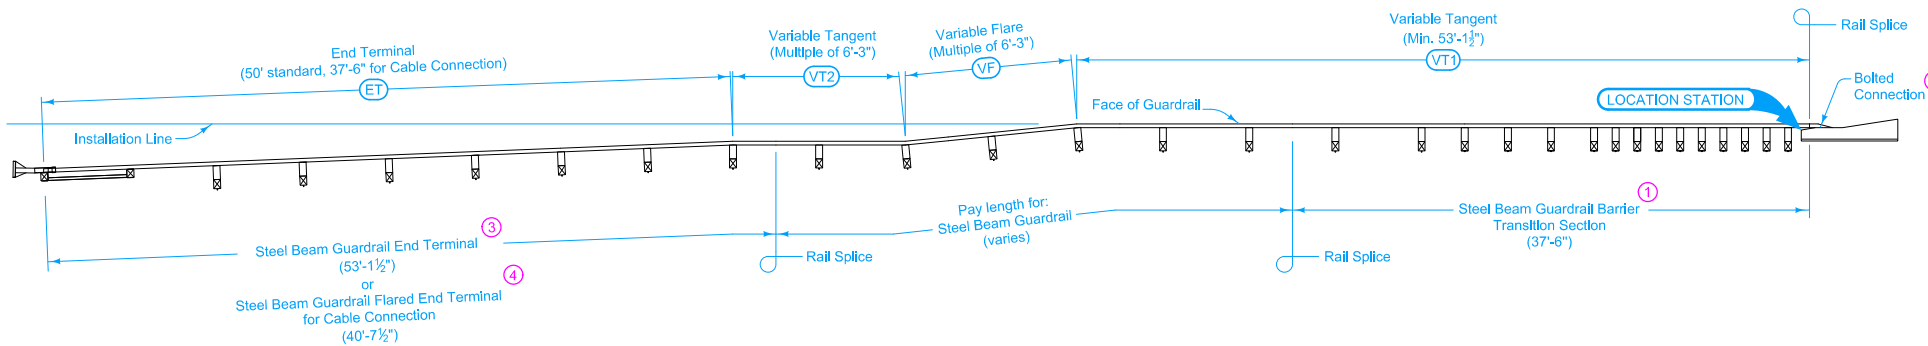 End Terminal
(50' standard, 37'-6" for Cable Connection)
ET
Variable Tangent
(Multiple of 6'-3")
VT2
Variable Flare
(Multiple of 6'-3")
VF
Variable Tangent
(Min. 53'-1½")
VT1
Rail Splice
Bolted
Connection
LOCATION STATION
Face of Guardrail
Installation Line
Steel Beam Guardrail End Terminal
3
(53'-1½")
or
4
Steel Beam Guardrail Flared End Terminal
for Cable Connection
(40'-7½")
Rail Splice
Pay length for:
Steel Beam Guardrail
(varies)
Rail Splice
1
Steel Beam Guardrail Barrier
Transition Section
(37'-6")